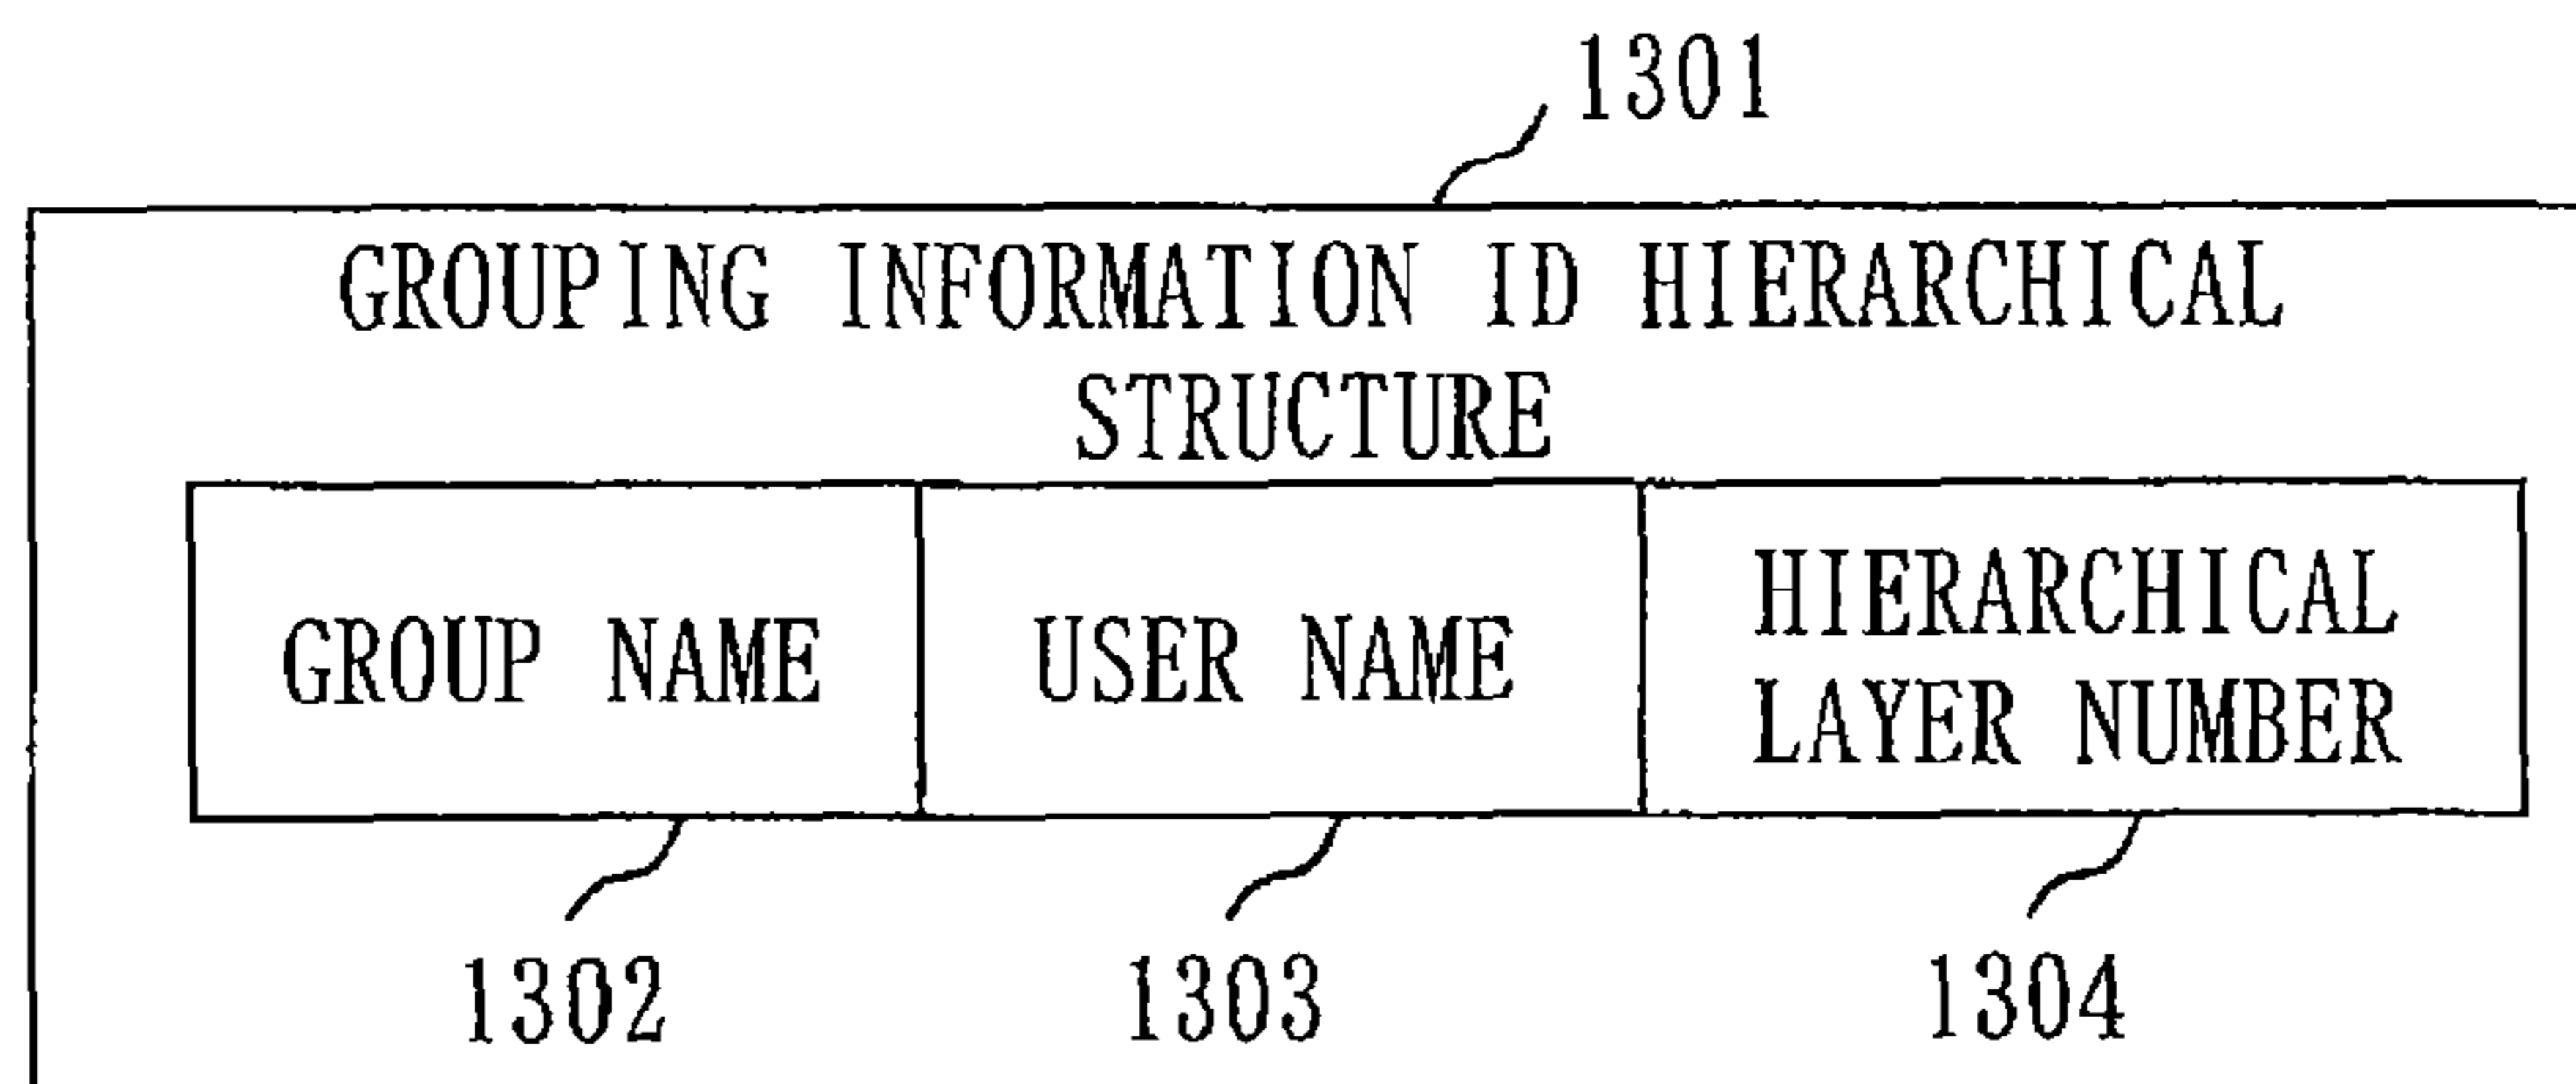 1301
GROUPING INFORMATION ID HIERARCHICAL
STRUCTURE
GROUP NAME
USER NAME
HIERARCHICAL
LAYER NUMBER
1302
1303
1304